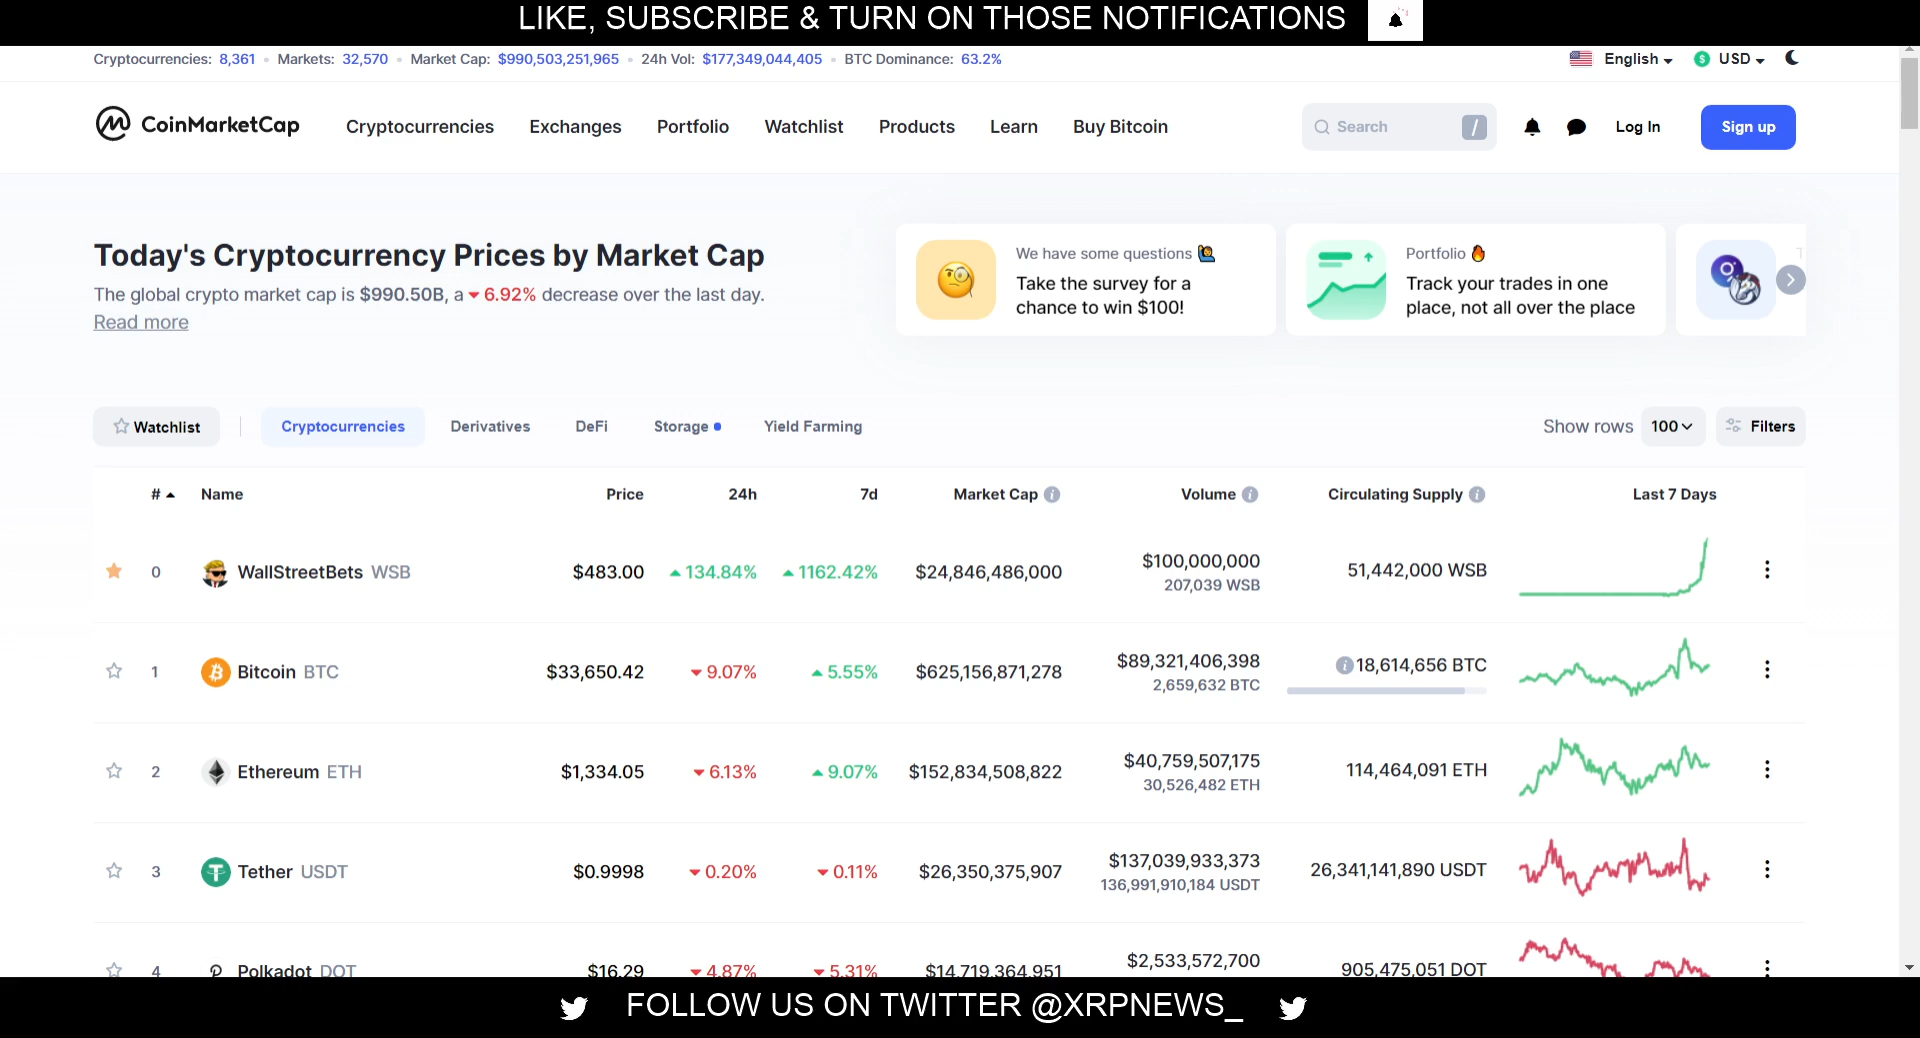 LIKE, SUBSCRIBE & TURN ON THOSE NOTIFICATIONS
Cryptocurrencies: 8,361 • Markets: 32,570 • Market Cap: $990,503,251,965 • 24h Vol: $177,349,044,405 • BTC Dominance: 63.2% English USD
CoinMarketCap Cryptocurrencies Exchanges Portfolio Watchlist Products Learn Buy Bitcoin Search / Log In Sign up
Today's Cryptocurrency Prices by Market Cap
The global crypto market cap is $990.50B, a 6.92% decrease over the last day.
Read more
We have some questions
Take the survey for a
chance to win $100!
Portfolio
Track your trades in one
place, not all over the place
Watchlist Cryptocurrencies Derivatives DeFi Storage Yield Farming Show rows 100 Filters
# Name Price 24h 7d Market Cap Volume Circulating Supply Last 7 Days
0 WallStreetBets WSB $483.00 134.84% 1162.42% $24,846,486,000 $100,000,000 51,442,000 WSB
207,039 WSB
1 Bitcoin BTC $33,650.42 9.07% 5.55% $625,156,871,278 $89,321,406,398 18,614,656 BTC
2,659,632 BTC
2 Ethereum ETH $1,334.05 6.13% 9.07% $152,834,508,822 $40,759,507,175 114,464,091 ETH
30,526,482 ETH
3 Tether USDT $0.9998 0.20% 0.11% $26,350,375,907 $137,039,933,373 26,341,141,890 USDT
136,991,910,184 USDT
4 Polkadot DOT $16.29 4.87% 5.31% $14,719,364,951 $2,533,572,700 905,475,051 DOT
FOLLOW US ON TWITTER @XRPNEWS_